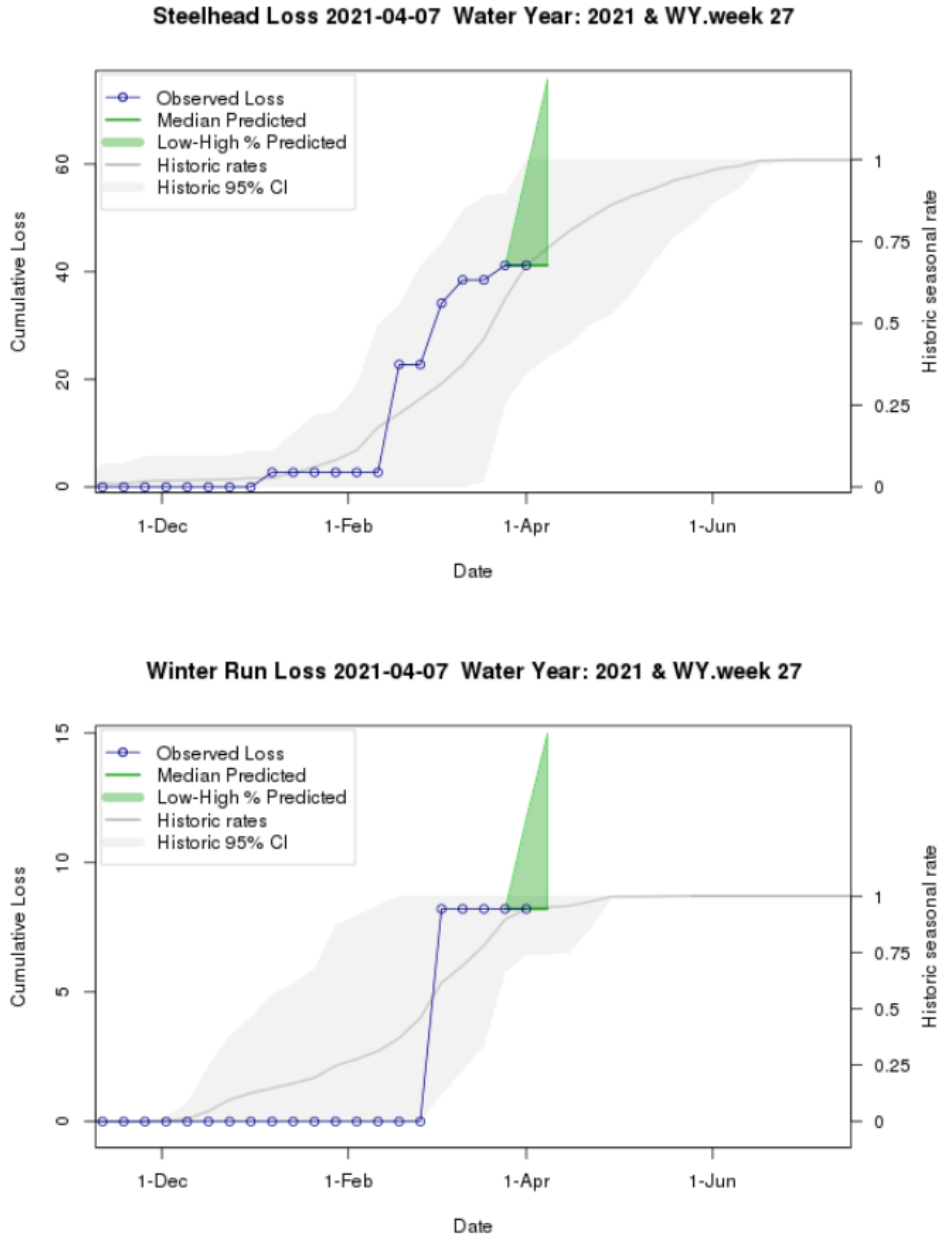 Steelhead Loss 2021-04-07 Water Year: 2021 & WY.week 27
Observed Loss
Median Predicted
Low-High % Predicted
Historic rates
Historic 95% CI
Cumulative Loss
60
40
20
0
Historic seasonal rate
1
0.75
0.5
0.25
0
1-Dec
1-Feb
1-Apr
1-Jun
Date
Winter Run Loss 2021-04-07 Water Year: 2021 & WY.week 27
Observed Loss
Median Predicted
Low-High % Predicted
Historic rates
Historic 95% CI
Cumulative Loss
15
10
5
0
Historic seasonal rate
1
0.75
0.5
0.25
0
1-Dec
1-Feb
1-Apr
1-Jun
Date